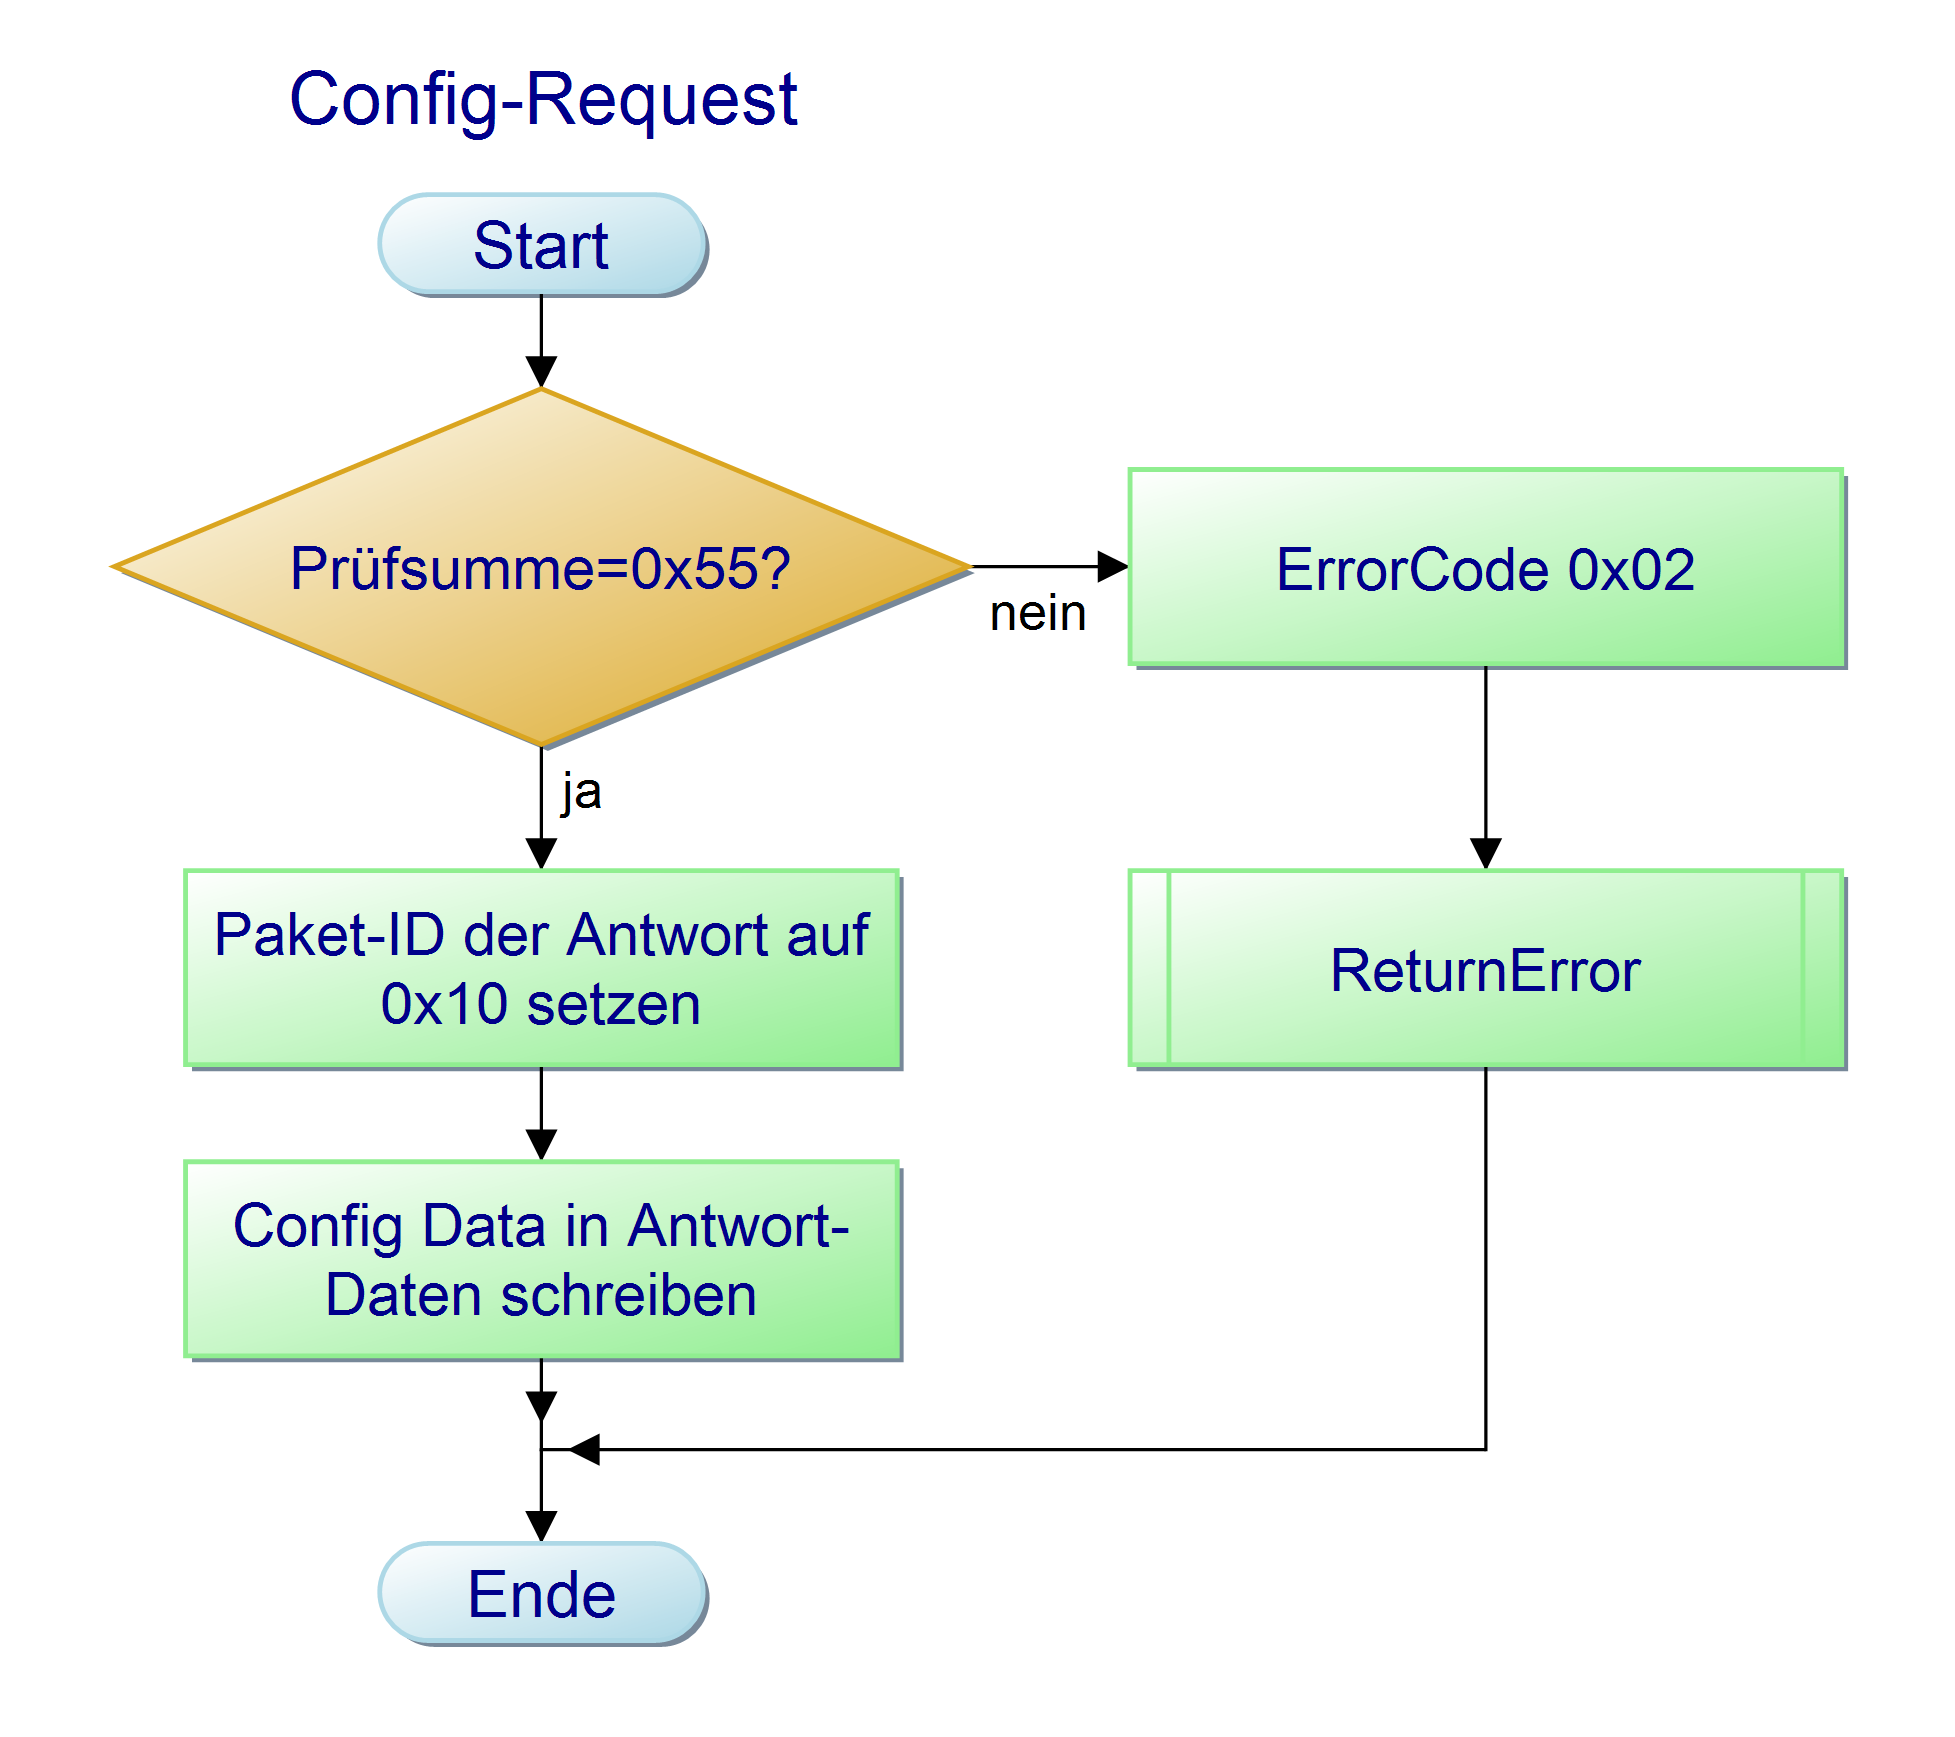 Config-Request
Start
Prüfsumme=0x55?
nein
ErrorCode 0x02
ja
Paket-ID der Antwort auf
0x10 setzen
ReturnError
Config Data in Antwort-
Daten schreiben
Ende